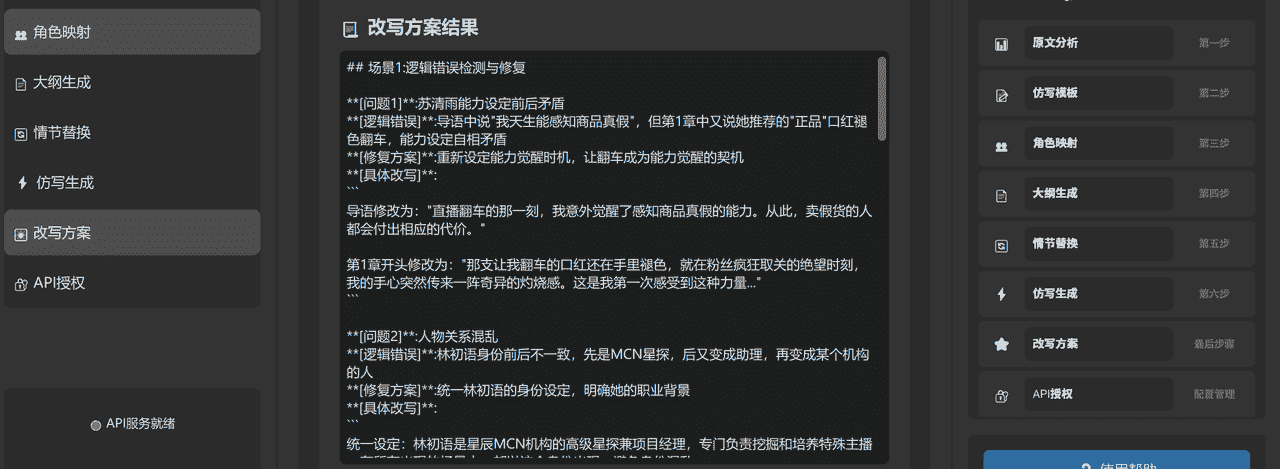 角色映射
大纲生成
情节替换
仿写生成
改写方案
API授权
API服务就绪
改写方案结果
## 场景1:逻辑错误检测与修复
**[问题1]**:苏清雨能力设定前后矛盾
**[逻辑错误]**:导语中说"我天生能感知商品真假"，但第1章中又说她推荐的"正品"口红褪
色翻车，能力设定自相矛盾
**[修复方案]**:重新设定能力觉醒时机，让翻车成为能力觉醒的契机
**[具体改写]**:
```
导语修改为："直播翻车的那一刻，我意外觉醒了感知商品真假的能力。从此，卖假货的人
都会付出相应的代价。"
第1章开头修改为："那支让我翻车的口红还在手里褪色，就在粉丝疯狂取关的绝望时刻，
我的手心突然传来一阵奇异的灼烧感。这是我第一次感受到这种力量..."
```
**[问题2]**:人物关系混乱
**[逻辑错误]**:林初语身份前后不一致，先是MCN星探，后又变成助理，再变成某个机构
的人
**[修复方案]**:统一林初语的身份设定，明确她的职业背景
**[具体改写]**:
```
统一设定：林初语是星辰MCN机构的高级星探兼项目经理，专门负责挖掘和培养特殊主播
原文分析 第一步
仿写模板 第二步
角色映射 第三步
大纲生成 第四步
情节替换 第五步
仿写生成 第六步
改写方案 最后步骤
API授权 配置管理
使用帮助